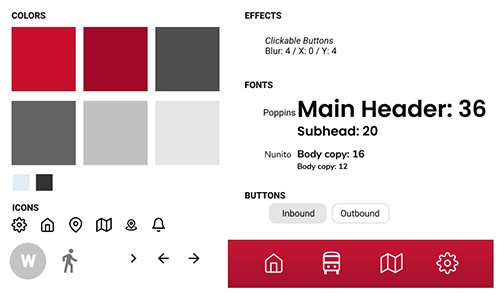 COLORS
ICONS
W
EFFECTS
Clickable Buttons
Blur: 4 / X: 0 / Y: 4
FONTS
Poppins Main Header: 36
Subhead: 20
Nunito Body copy: 16
Body copy: 12
BUTTONS
Inbound Outbound